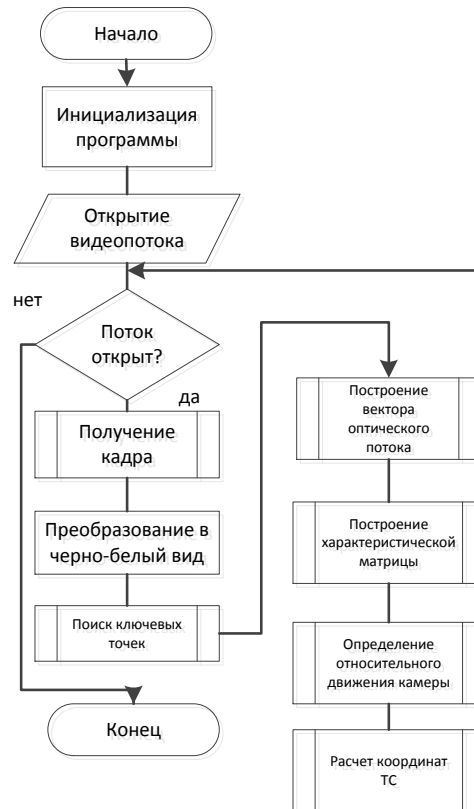 Начало
Инициализация
программы
Открытие
видеопотока
нет
Поток
открыт?
да
Получение
кадра
Преобразование в
черно-белый вид
Поиск ключевых
точек
Конец
Построение
вектора
оптического
потока
Построение
характеристической
матрицы
Определение
относительного
движения камеры
Расчет координат
ТС